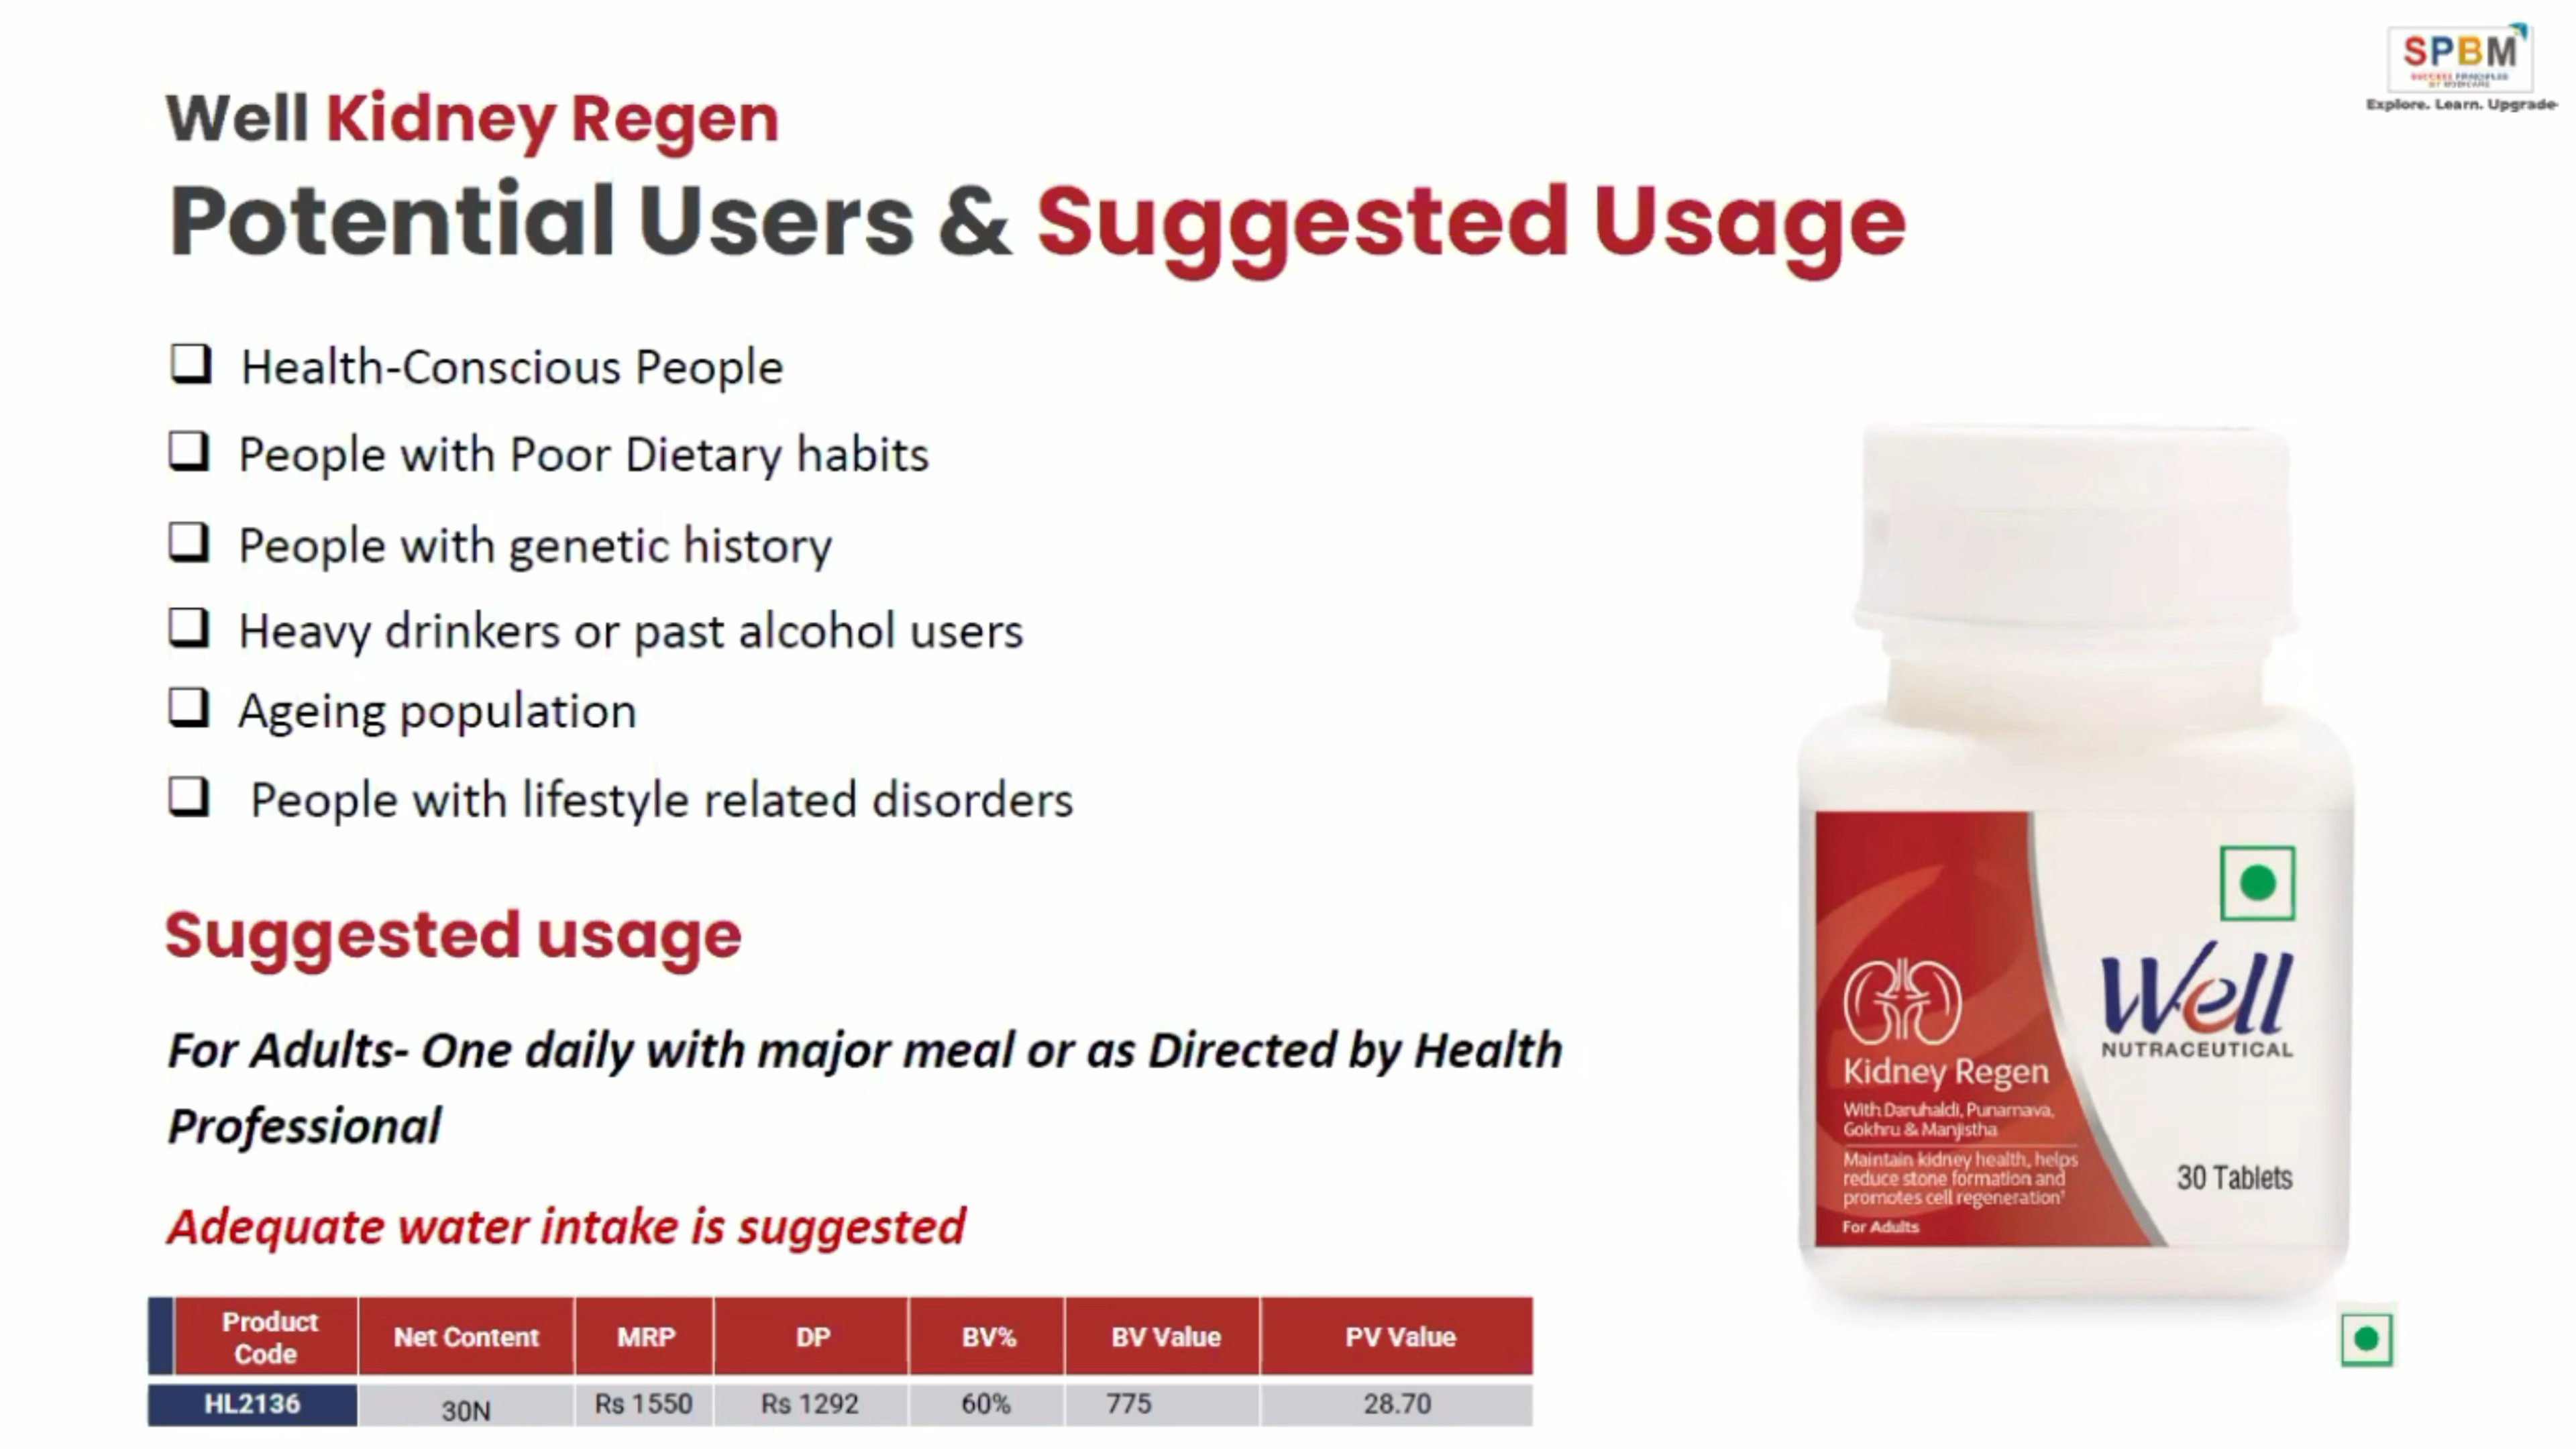 SPBM
SUCCESS PRINCIPLES
BY MODICARE
Explore. Learn. Upgrade
Well Kidney Regen
Potential Users & Suggested Usage
Health-Conscious People
People with Poor Dietary habits
People with genetic history
Heavy drinkers or past alcohol users
Ageing population
People with lifestyle related disorders
Suggested usage
For Adults- One daily with major meal or as Directed by Health
Professional
Adequate water intake is suggested
Product Code Net Content MRP DP BV% BV Value PV Value
HL2136 30N Rs 1550 Rs 1292 60% 775 28.70
Well
NUTRACEUTICAL
Kidney Regen
With Daruhaldi, Punarnava,
Gokhru & Manjistha
Maintain kidney health, helps
reduce stone formation and
promotes cell regeneration†
For Adults
30 Tablets